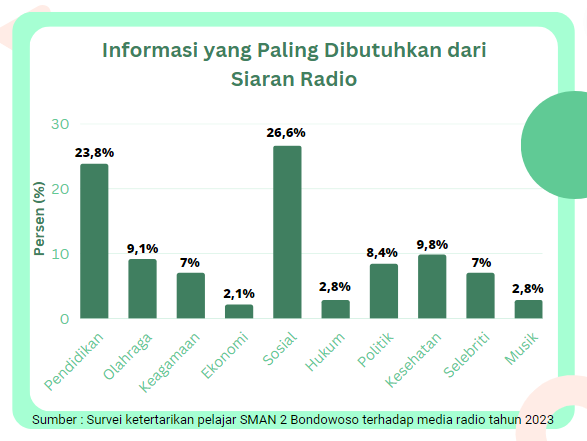 Informasi yang Paling Dibutuhkan dari
Siaran Radio
Persen (%)
30
20
10
0
23,8%
9,1%
7%
2,1%
26,6%
2,8%
8,4%
9,8%
7%
2,8%
Pendidikan
Olahraga
Keagamaan
Ekonomi
Sosial
Hukum
Politik
Kesehatan
Selebriti
Musik
Sumber : Survei ketertarikan pelajar SMAN 2 Bondowoso terhadap media radio tahun 2023